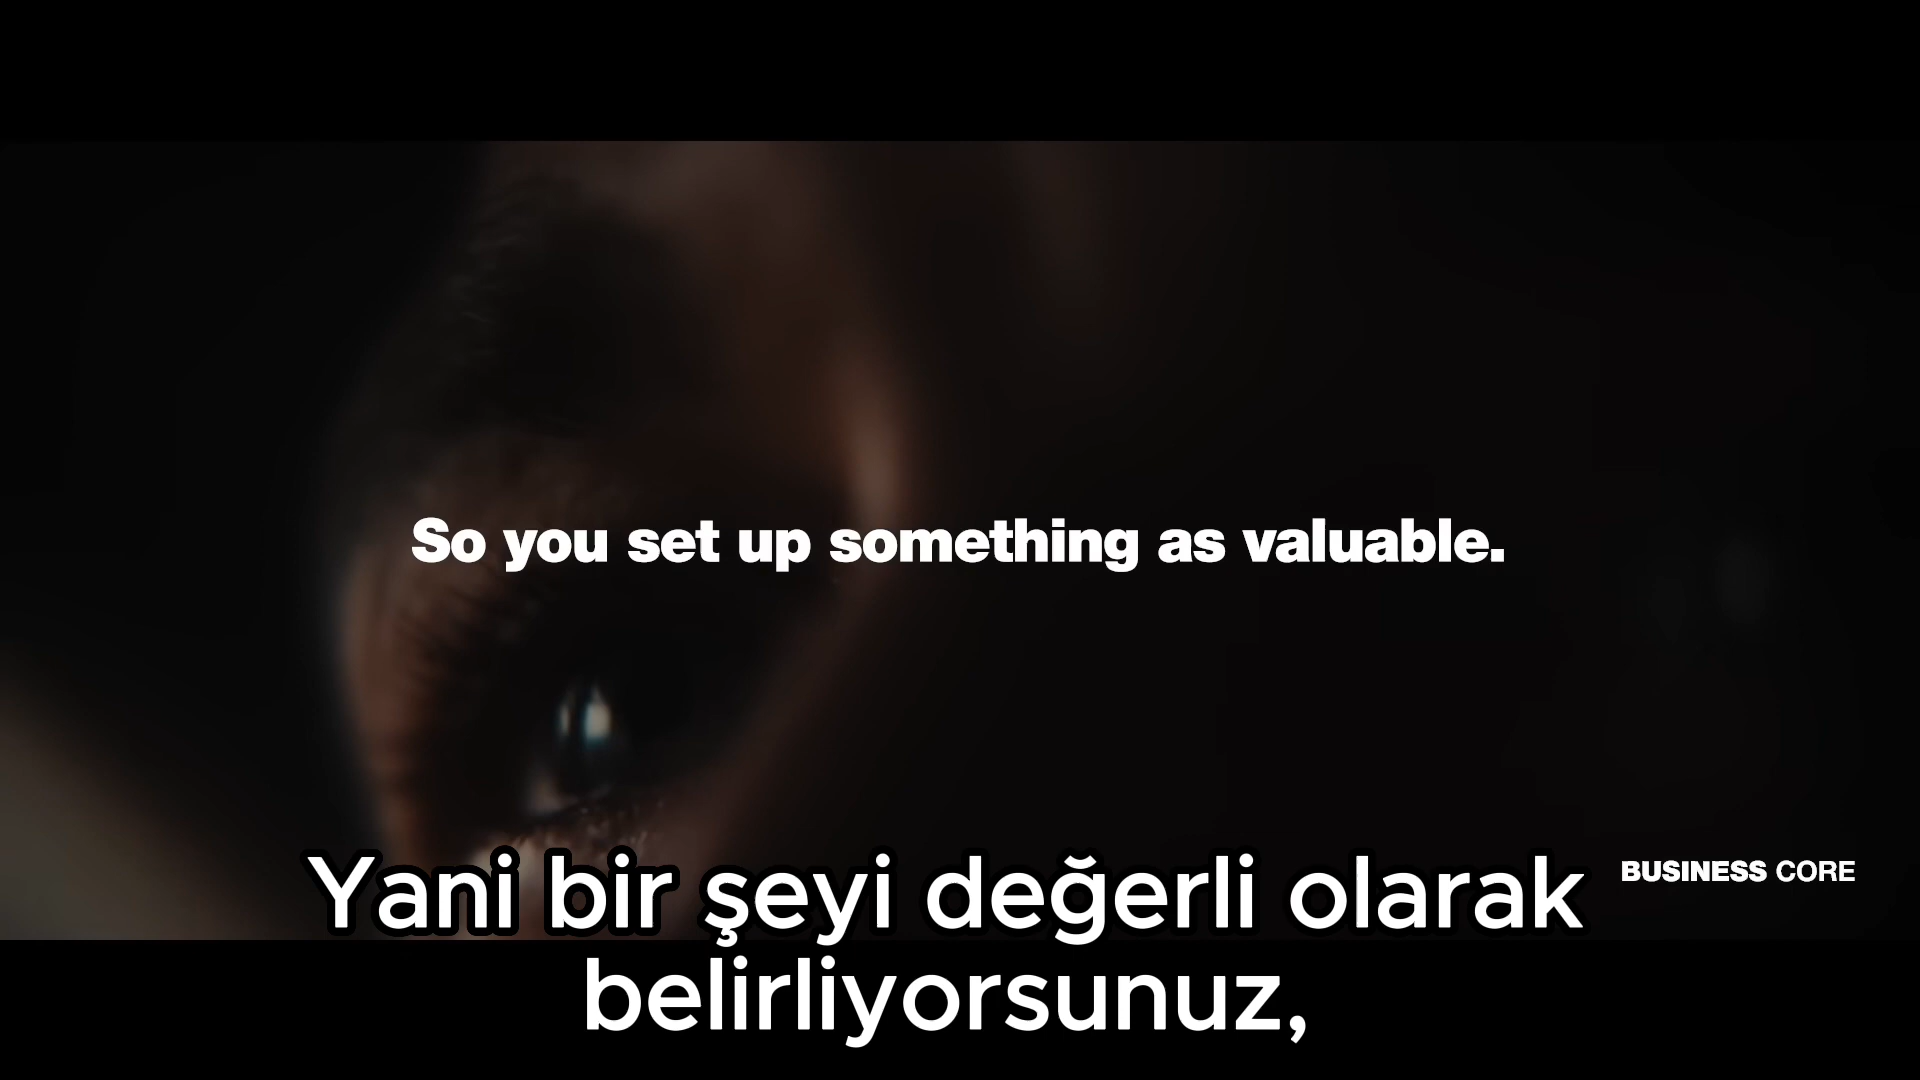 So you set up something as valuable.
BUSINESS CORE
Yani bir şeyi değerli olarak
belirliyorsunuz,